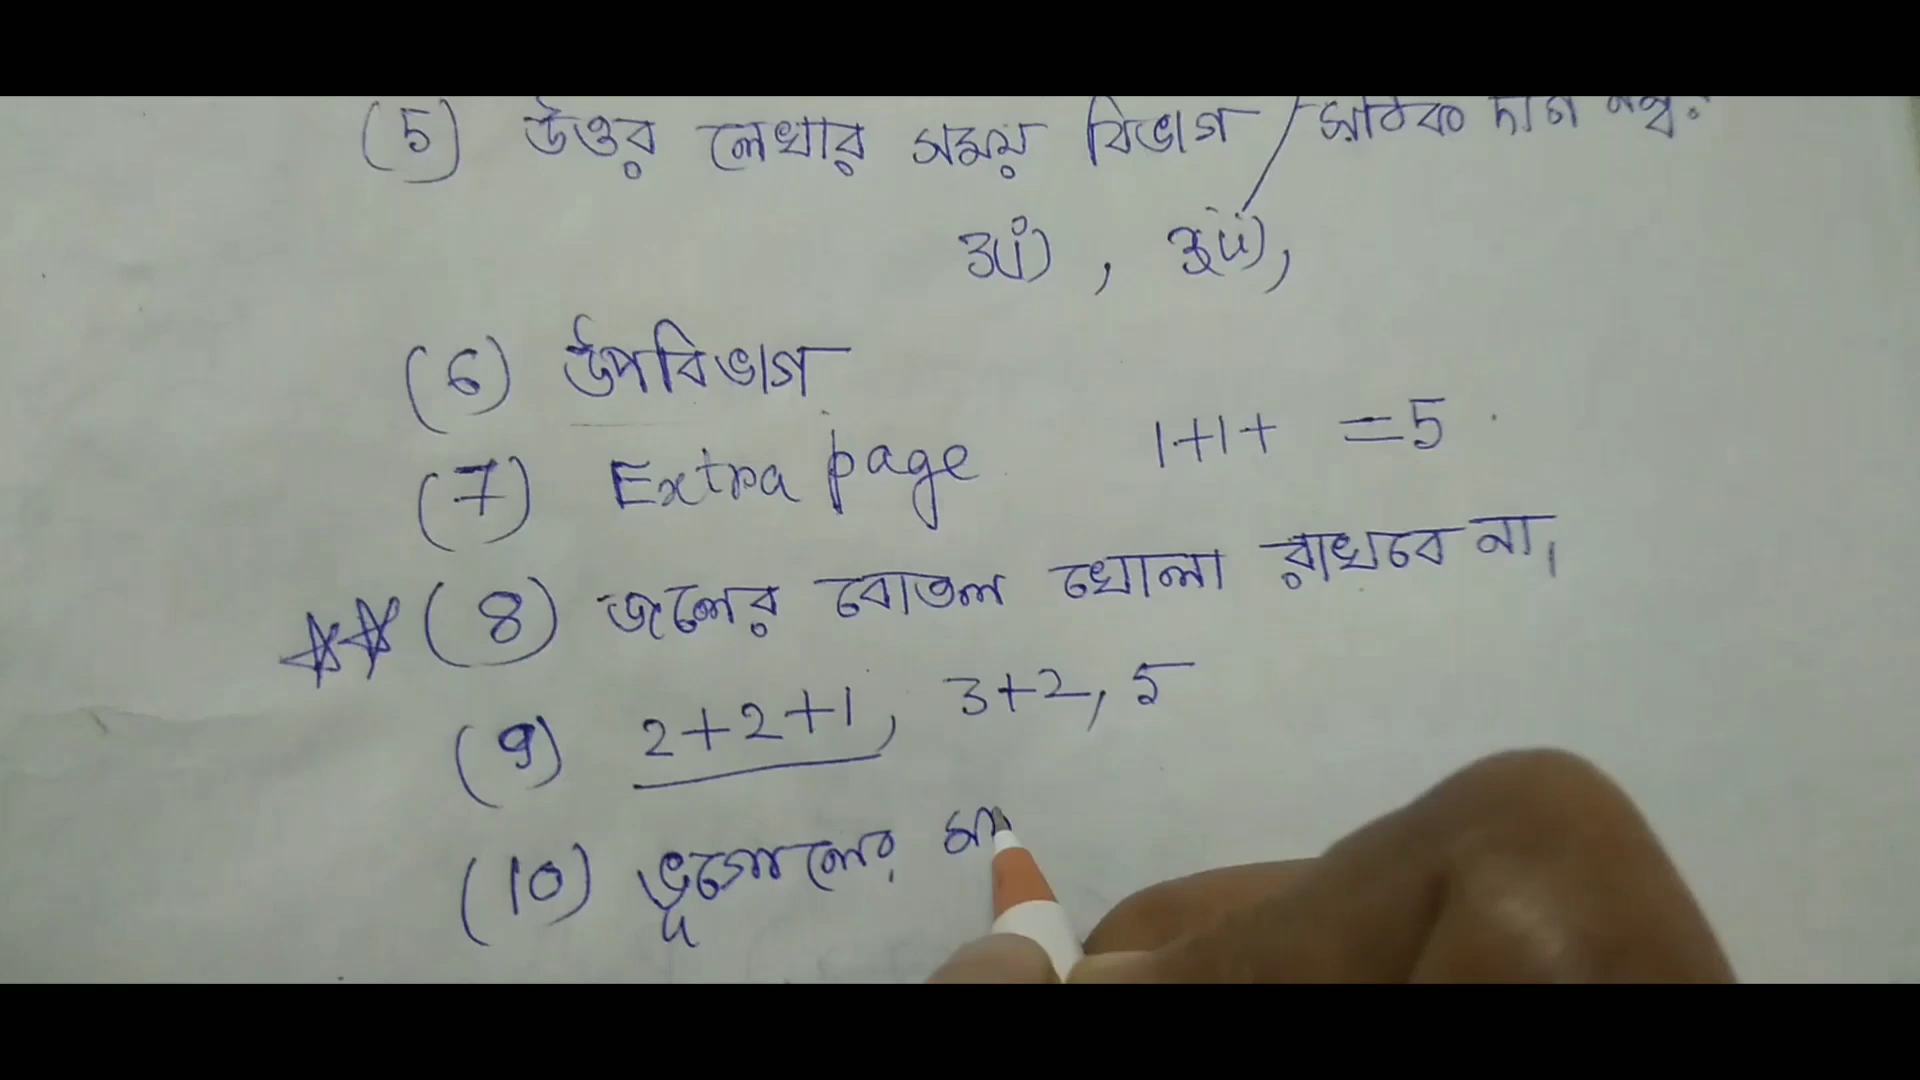 (5) উত্তর লেখার সময় বিভাগ / সঠিক দাগ নম্বর
3(i) , 3(ii),
(6) উপবিভাগ
(7) Extra page 1+1+ =5
(8) জলের বোতল খোলা রাখবে না।
(9) 2+2+1, 3+2, 5
(10) ভূগোলের